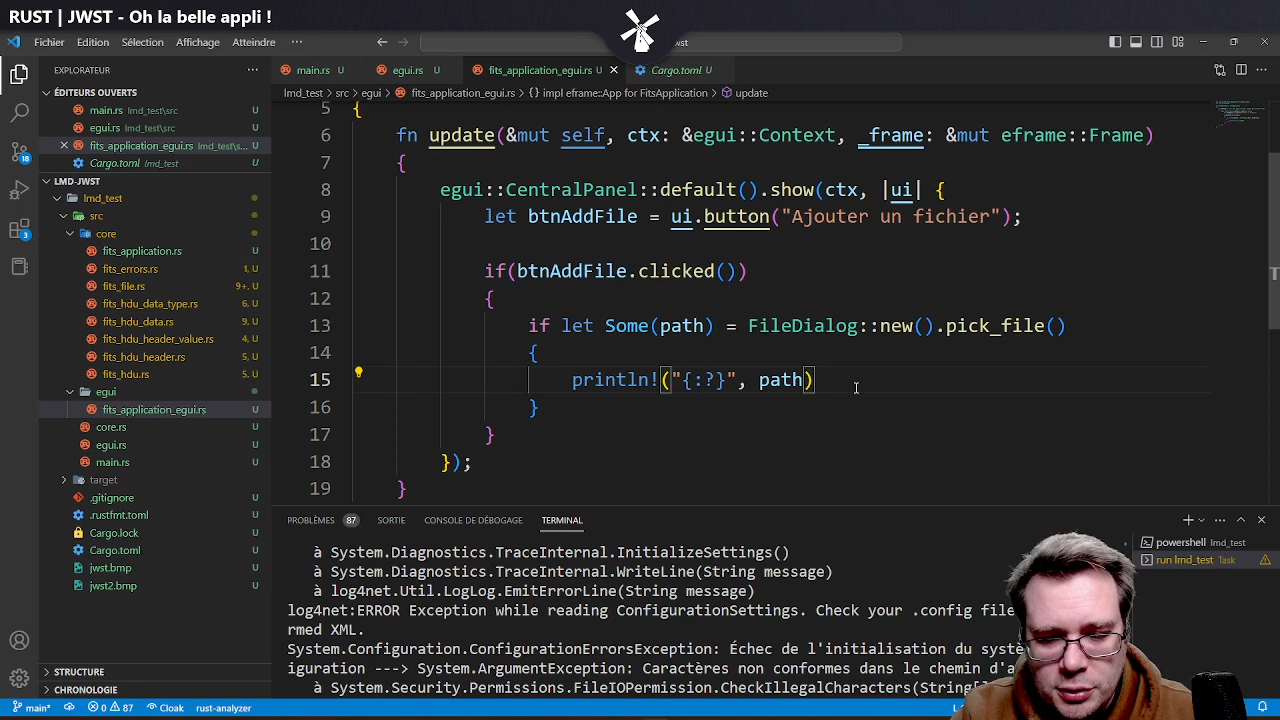 RUST | JWST - Oh la belle appli !
Fichier Edition Sélection Affichage Atteindre ···
wst
EXPLORATEUR
main.rs U egui.rs U fits_application_egui.rs U Cargo.toml U
ÉDITEURS OUVERTS
main.rs lmd_test\src U
egui.rs lmd_test\src U
fits_application_egui.rs lmd_test\s... U
Cargo.toml lmd_test U
LMD-JWST
lmd_test
src
core
fits_application.rs U
fits_errors.rs 1, U
fits_file.rs 9+, U
fits_hdu_data_type.rs 6, U
fits_hdu_data.rs 4, U
fits_hdu_header_value.rs 4, U
fits_hdu_header.rs 4, U
fits_hdu.rs 2, U
egui
fits_application_egui.rs U
core.rs U
egui.rs U
main.rs U
target
.gitignore U
.rustfmt.toml U
Cargo.lock U
Cargo.toml U
jwst.bmp U
jwst2.bmp U
STRUCTURE
CHRONOLOGIE
lmd_test > src > egui > fits_application_egui.rs > {} impl eframe::App for FitsApplication > update
5 {
6 fn update(&mut self, ctx: &egui::Context, _frame: &mut eframe::Frame)
7 {
8 egui::CentralPanel::default().show(ctx, |ui| {
9 let btnAddFile = ui.button("Ajouter un fichier");
10
11 if(btnAddFile.clicked())
12 {
13 if let Some(path) = FileDialog::new().pick_file()
14 {
15 println!("{:?}", path)
16 }
17 }
18 });
19 }
PROBLÈMES 87 SORTIE CONSOLE DE DÉBOGAGE TERMINAL
à System.Diagnostics.TraceInternal.InitializeSettings()
à System.Diagnostics.TraceInternal.WriteLine(String message)
à log4net.Util.LogLog.EmitErrorLine(String message)
log4net:ERROR Exception while reading ConfigurationSettings. Check your .config file
rmed XML.
System.Configuration.ConfigurationErrorsException: Échec de l'initialisation du syst
iguration ---> System.ArgumentException: Caractères non conformes dans le chemin d'a
à System.Security.Permissions.FileIOPermission.CheckIllegalCharacters(String[]
powershell lmd_test
run lmd_test Task
main* 0 87 Cloak rust-analyzer